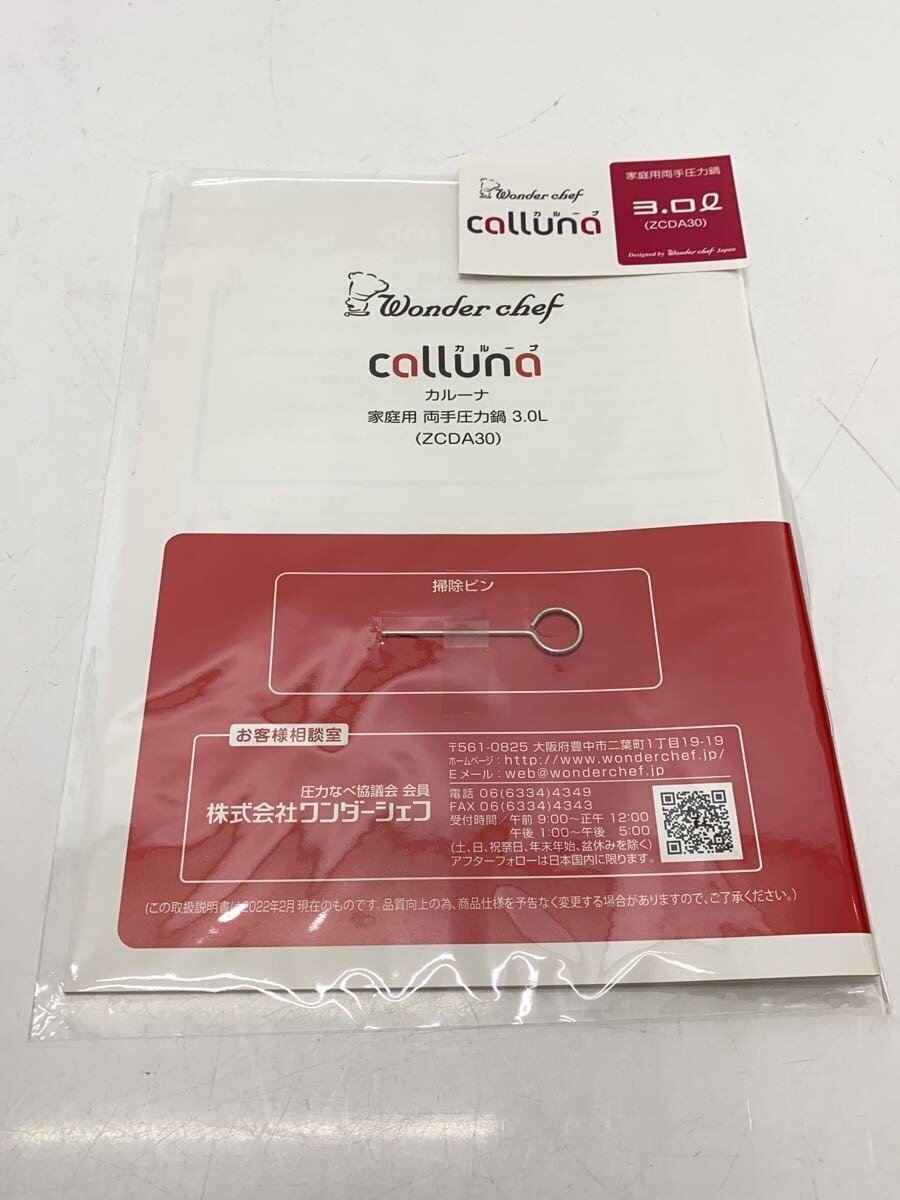 Wonder chef
カルーナ
calluna
家庭用両手圧力鍋
3.0ℓ
(ZCDA30)
Designed by Wonder chef Japan
Wonder chef
カルーナ
calluna
カルーナ
家庭用 両手圧力鍋 3.0L
(ZCDA30)
掃除ピン
お客様相談室
圧力なべ協議会 会員
株式会社ワンダーシェフ
〒561-0825 大阪府豊中市二葉町1丁目19-19
ホームページ：http://www.wonderchef.jp/
Eメール：web@wonderchef.jp
電話 06(6334)4349
FAX 06(6334)4343
受付時間／午前 9:00～正午 12:00
午後 1:00～午後 5:00
(土、日、祝祭日、年末年始、盆休みを除く)
アフターフォローは日本国内に限ります。
(この取扱説明書は2022年2月現在のものです。品質向上の為、商品仕様を予告なく変更する場合がありますので、ご了承ください。)